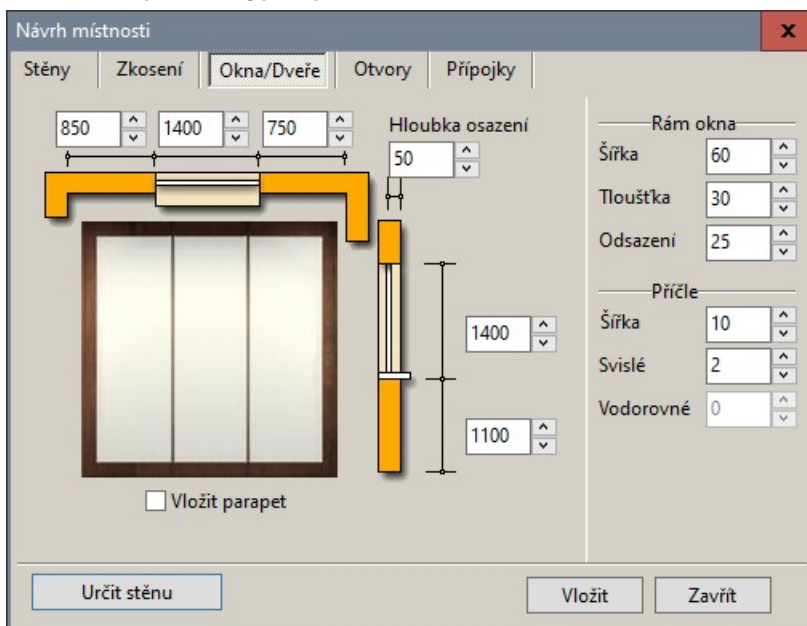 Návrh místnosti
x
Stěny Zkosení Okna/Dveře Otvory Přípojky
850 1400 750
Hloubka osazení
50
1400
1100
Vložit parapet
Rám okna
Šířka 60
Tloušťka 30
Odsazení 25
Příčle
Šířka 10
Svislé 2
Vodorovné 0
Určit stěnu Vložit Zavřít